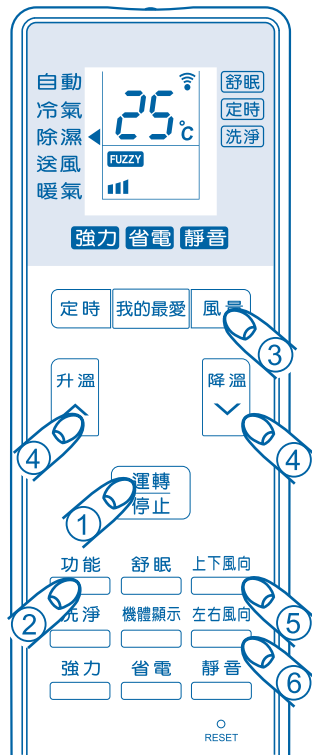 自動
冷氣
除濕
送風
暖氣
25℃
FUZZY
舒眠
定時
洗淨
強力 省電 靜音
定時 我的最愛 風量
③
升溫 降溫
④ ④
運轉
停止
①
功能 舒眠 上下風向
② ⑤
洗淨 機體顯示 左右風向
⑥
強力 省電 靜音
RESET